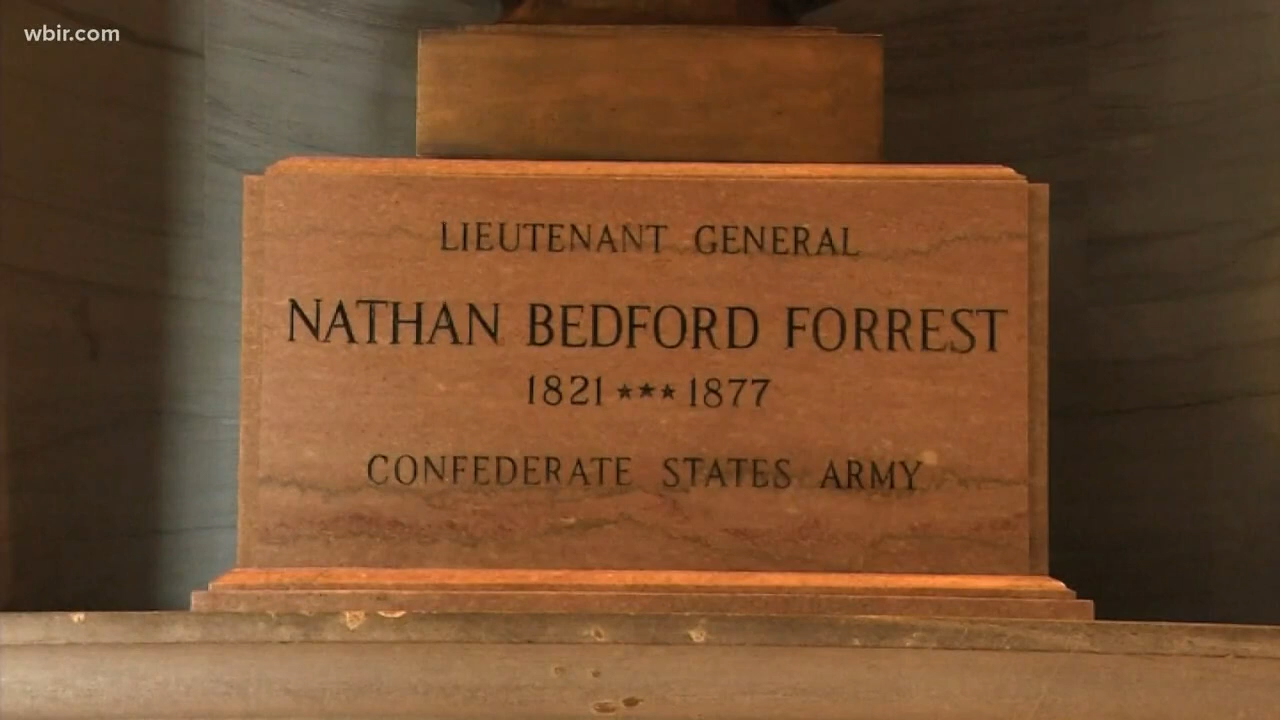 wbir.com
LIEUTENANT GENERAL
NATHAN BEDFORD FORREST
1821 ★★★ 1877
CONFEDERATE STATES ARMY